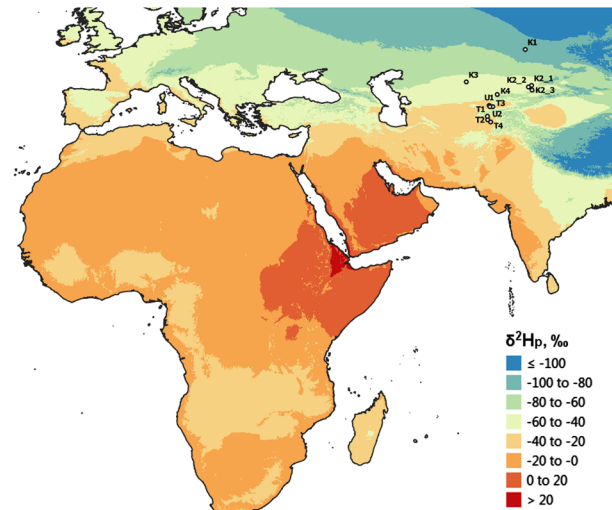 K1
K3
K2_2
K2_1
K2_3
K4
U1
T3
T1
U2
T2
T4
δ²Hp, ‰
≤ -100
-100 to -80
-80 to -60
-60 to -40
-40 to -20
-20 to -0
0 to 20
> 20